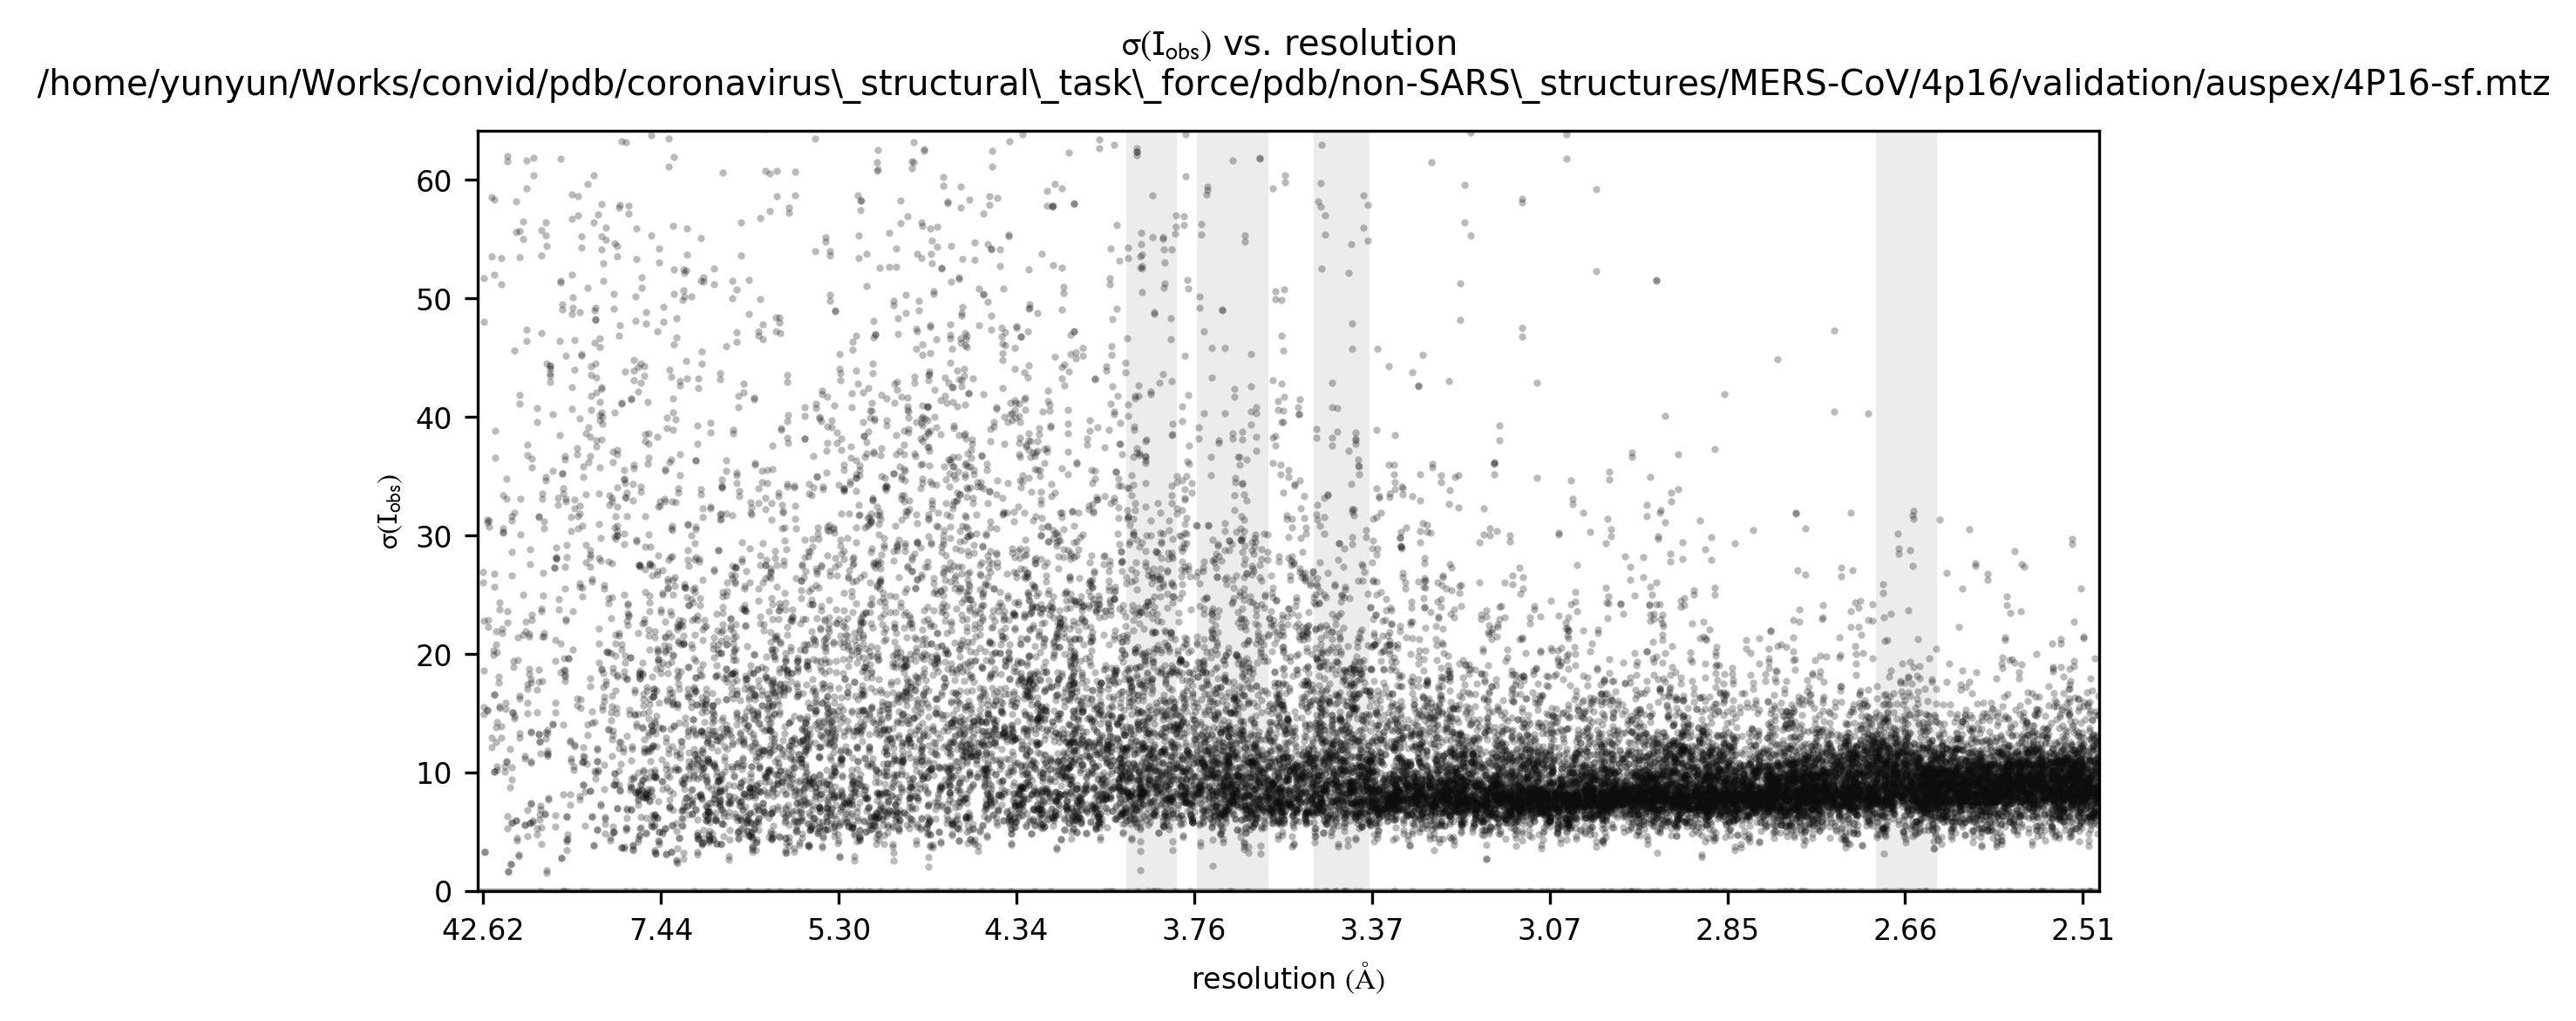 σ(I_obs) vs. resolution
/home/yunyun/Works/convid/pdb/coronavirus\_structural\_task\_force/pdb/non-SARS\_structures/MERS-CoV/4p16/validation/auspex/4P16-sf.mtz
60
50
40
30
20
10
0
σ(I_obs)
42.62 7.44 5.30 4.34 3.76 3.37 3.07 2.85 2.66 2.51
resolution (Å)